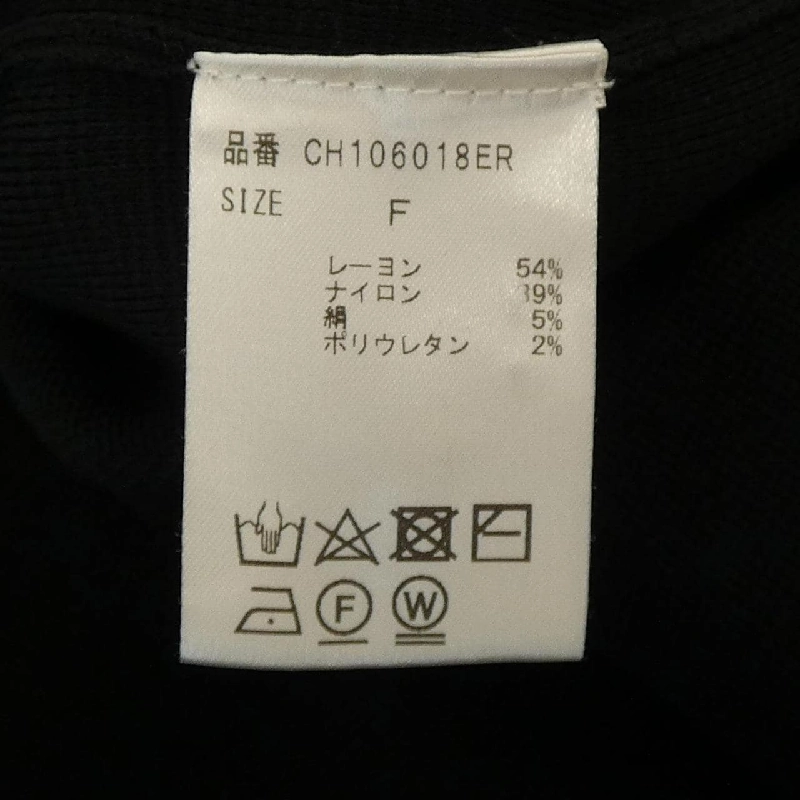 品番 CH106018ER
SIZE F
レーヨン 54%
ナイロン 39%
絹 5%
ポリウレタン 2%
F
W